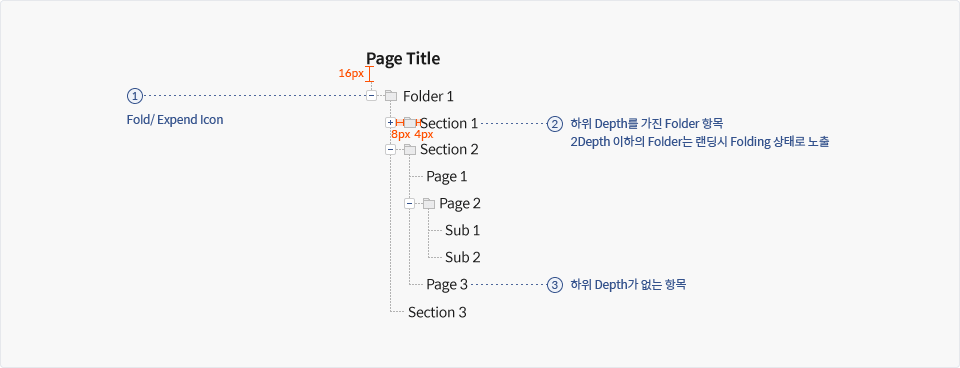 Page Title
16px
1
Folder 1
Fold/ Expend Icon
Section 1
2
하위 Depth를 가진 Folder 항목
8px 4px
2Depth 이하의 Folder는 랜딩시 Folding 상태로 노출
Section 2
Page 1
Page 2
Sub 1
Sub 2
Page 3
3
하위 Depth가 없는 항목
Section 3